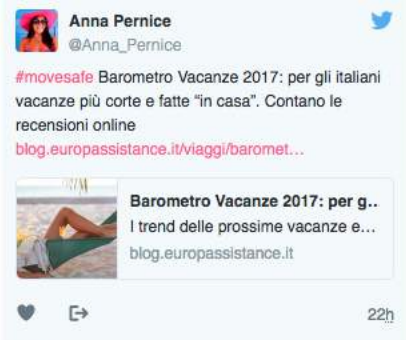 Anna Pernice
@Anna_Pernice
#movesafe Barometro Vacanze 2017: per gli italiani
vacanze più corte e fatte “in casa”. Contano le
recensioni online
blog.europassistance.it/viaggi/baromet…
Barometro Vacanze 2017: per g..
I trend delle prossime vacanze e…
blog.europassistance.it
22h